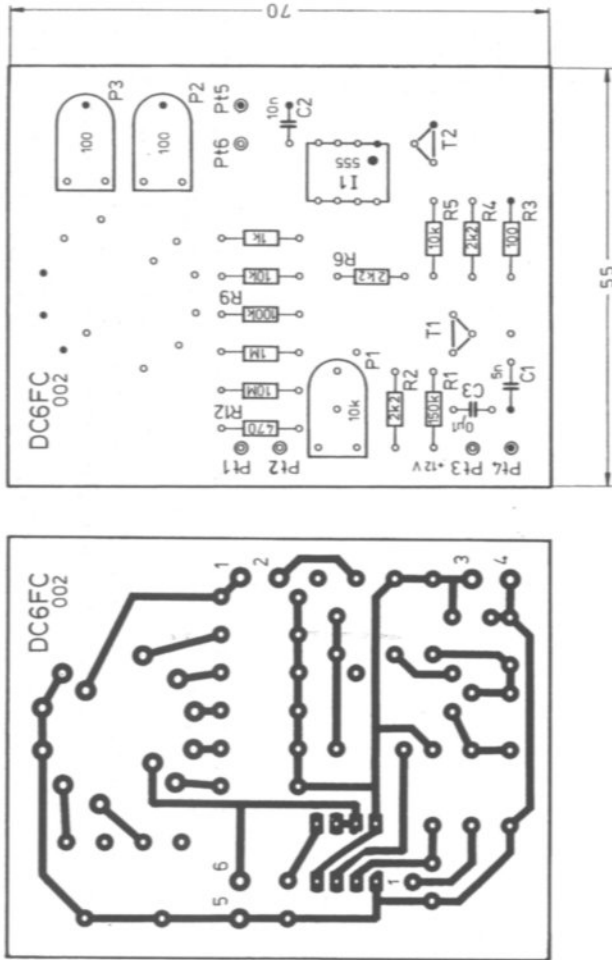 70
55
P3
100
P2
100
Pt5
Pt6
10n
C2
I1
555
T2
R5
10k
R4
2k2
R3
100
1k
10k
R9
100k
1M
10M
R12
470
R6
2k2
T1
P1
10k
R2
2k2
R1
150k
C3
0µ1
C1
5n
DC6FC
002
Pt1
Pt2
+12V
Pt3
Pt4
DC6FC
002
1
2
3
4
6
5
1